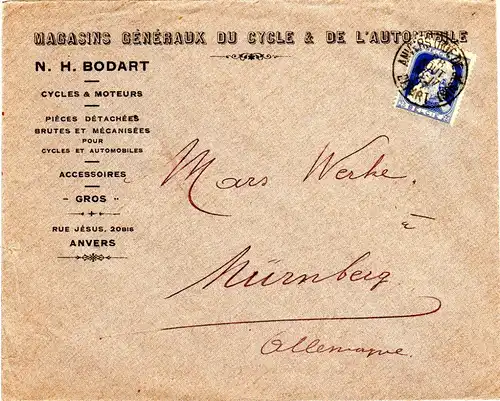 MAGASINS GÉNÉRAUX DU CYCLE & DE L'AUTOMOBILE
N. H. BODART
CYCLES & MOTEURS
PIÈCES DÉTACHÉES
BRUTES ET MÉCANISÉES
POUR
CYCLES ET AUTOMOBILES
ACCESSOIRES
GROS
RUE JÉSUS, 20BIS
ANVERS
Mars Werke
à
Nürnberg
Allemagne.